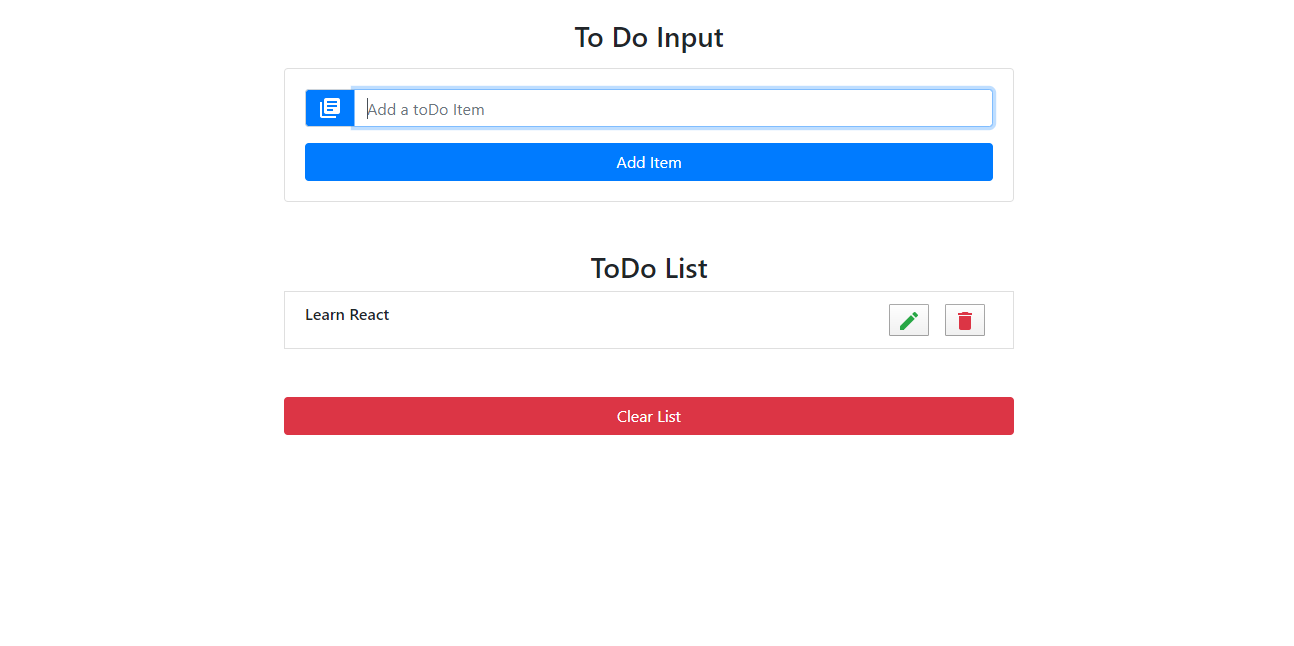 To Do Input
Add a toDo Item
Add Item
ToDo List
Learn React
Clear List